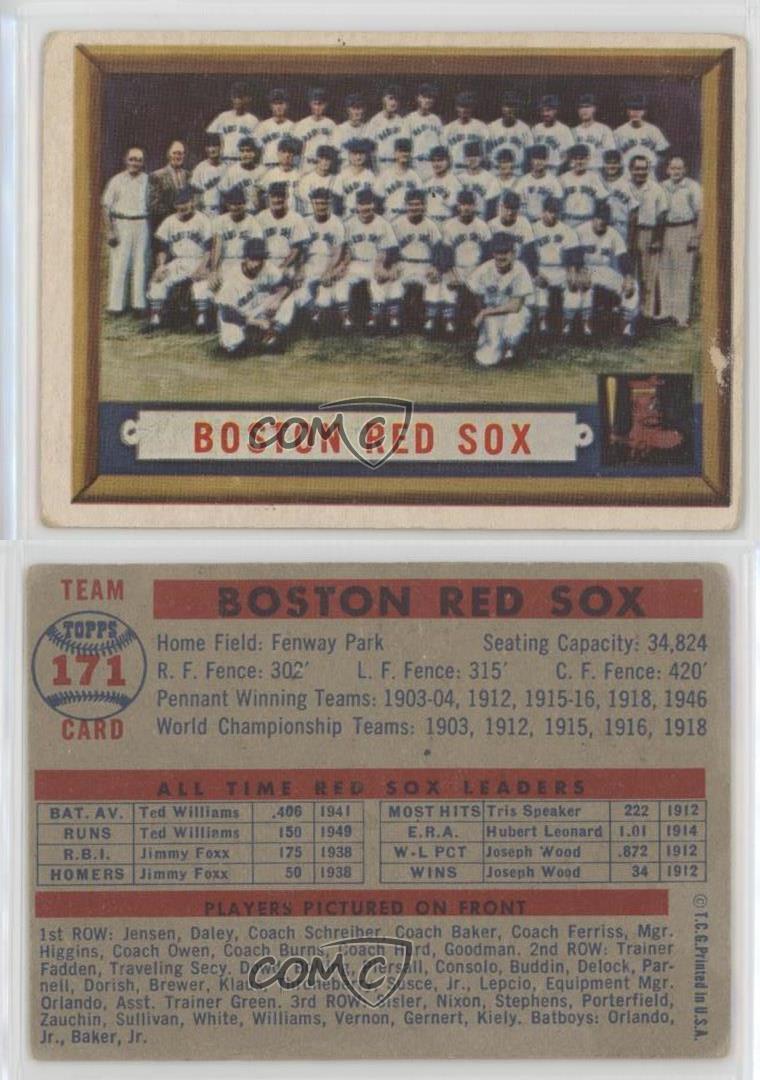 BOSTON RED SOX
COMC
TEAM
TOPPS
171
CARD
BOSTON RED SOX
Home Field: Fenway Park Seating Capacity: 34,824
R. F. Fence: 302′ L. F. Fence: 315′ C. F. Fence: 420′
Pennant Winning Teams: 1903-04, 1912, 1915-16, 1918, 1946
World Championship Teams: 1903, 1912, 1915, 1916, 1918
ALL TIME RED SOX LEADERS
BAT. AV. Ted Williams .406 1941 MOST HITS Tris Speaker 222 1912
RUNS Ted Williams 150 1949 E.R.A. Hubert Leonard 1.01 1914
R.B.I. Jimmy Foxx 175 1938 W-L PCT Joseph Wood .872 1912
HOMERS Jimmy Foxx 50 1938 WINS Joseph Wood 34 1912
PLAYERS PICTURED ON FRONT
1st ROW: Jensen, Daley, Coach Schreiber, Coach Baker, Coach Ferriss, Mgr.
Higgins, Coach Owen, Coach Burns, Coach Hurd, Goodman. 2nd ROW: Trainer
Fadden, Traveling Secy. Consolo, Buddin, Delock, Par-
nell, Dorish, Brewer, Susce, Jr., Lepcio, Equipment Mgr.
Orlando, Asst. Trainer Green. 3rd ROW: Sisler, Nixon, Stephens, Porterfield,
Zauchin, Sullivan, White, Williams, Vernon, Gernert, Kiely. Batboys: Orlando,
Jr., Baker, Jr.
COMC
© T.C.G. Printed in U.S.A.